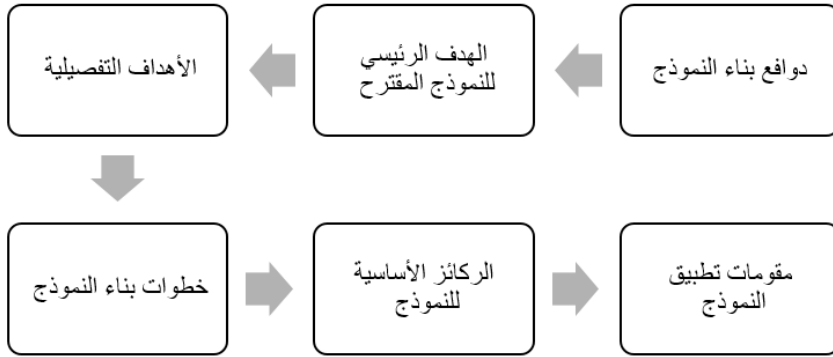 دوافع بناء النموذج
الهدف الرئيسي
للنموذج المقترح
الأهداف التفصيلية
خطوات بناء النموذج
الركائز الأساسية
للنموذج
مقومات تطبيق
النموذج